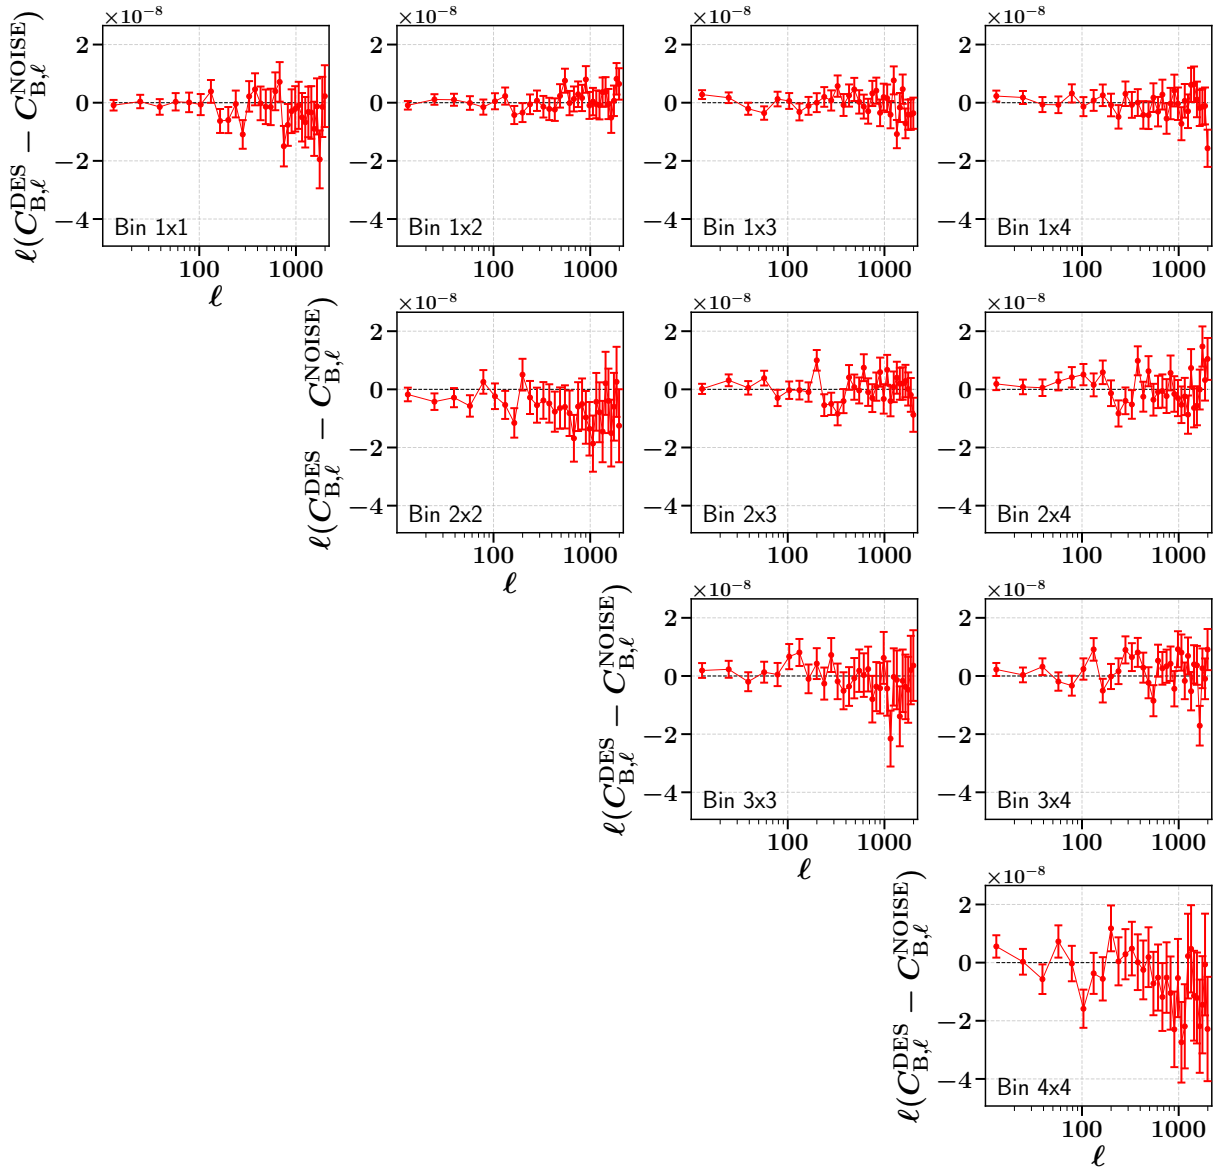 ×10⁻⁸ ×10⁻⁸ ×10⁻⁸ ×10⁻⁸
ℓ(C_{B,ℓ}^{DES} − C_{B,ℓ}^{NOISE})
2 2 2 2
0 0 0 0
−2 −2 −2 −2
−4 −4 −4 −4
Bin 1x1 Bin 1x2 Bin 1x3 Bin 1x4
100 1000 100 1000 100 1000 100 1000
ℓ
×10⁻⁸ ×10⁻⁸ ×10⁻⁸
ℓ(C_{B,ℓ}^{DES} − C_{B,ℓ}^{NOISE})
2 2 2
0 0 0
−2 −2 −2
−4 −4 −4
Bin 2x2 Bin 2x3 Bin 2x4
100 1000 100 1000 100 1000
ℓ
×10⁻⁸ ×10⁻⁸
ℓ(C_{B,ℓ}^{DES} − C_{B,ℓ}^{NOISE})
2 2
0 0
−2 −2
−4 −4
Bin 3x3 Bin 3x4
100 1000 100 1000
ℓ
×10⁻⁸
ℓ(C_{B,ℓ}^{DES} − C_{B,ℓ}^{NOISE})
2
0
−2
−4
Bin 4x4
100 1000
ℓ